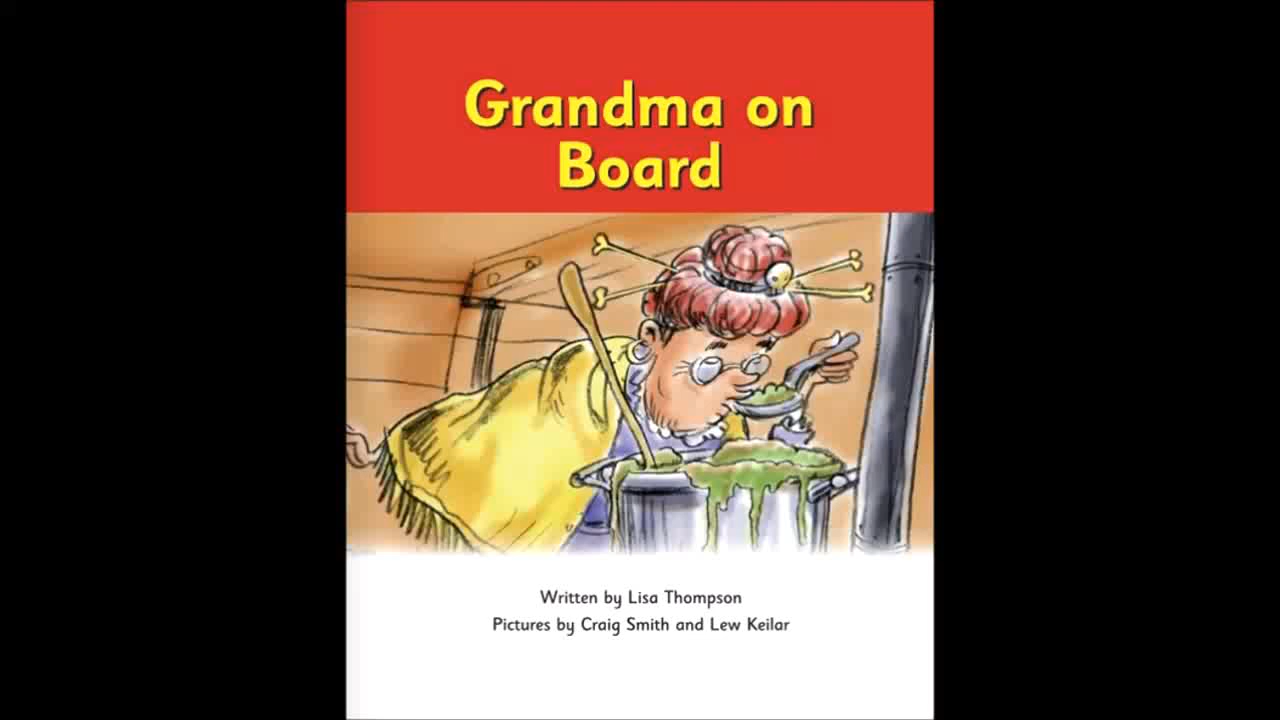 Grandma on
Board
Written by Lisa Thompson
Pictures by Craig Smith and Lew Keilar